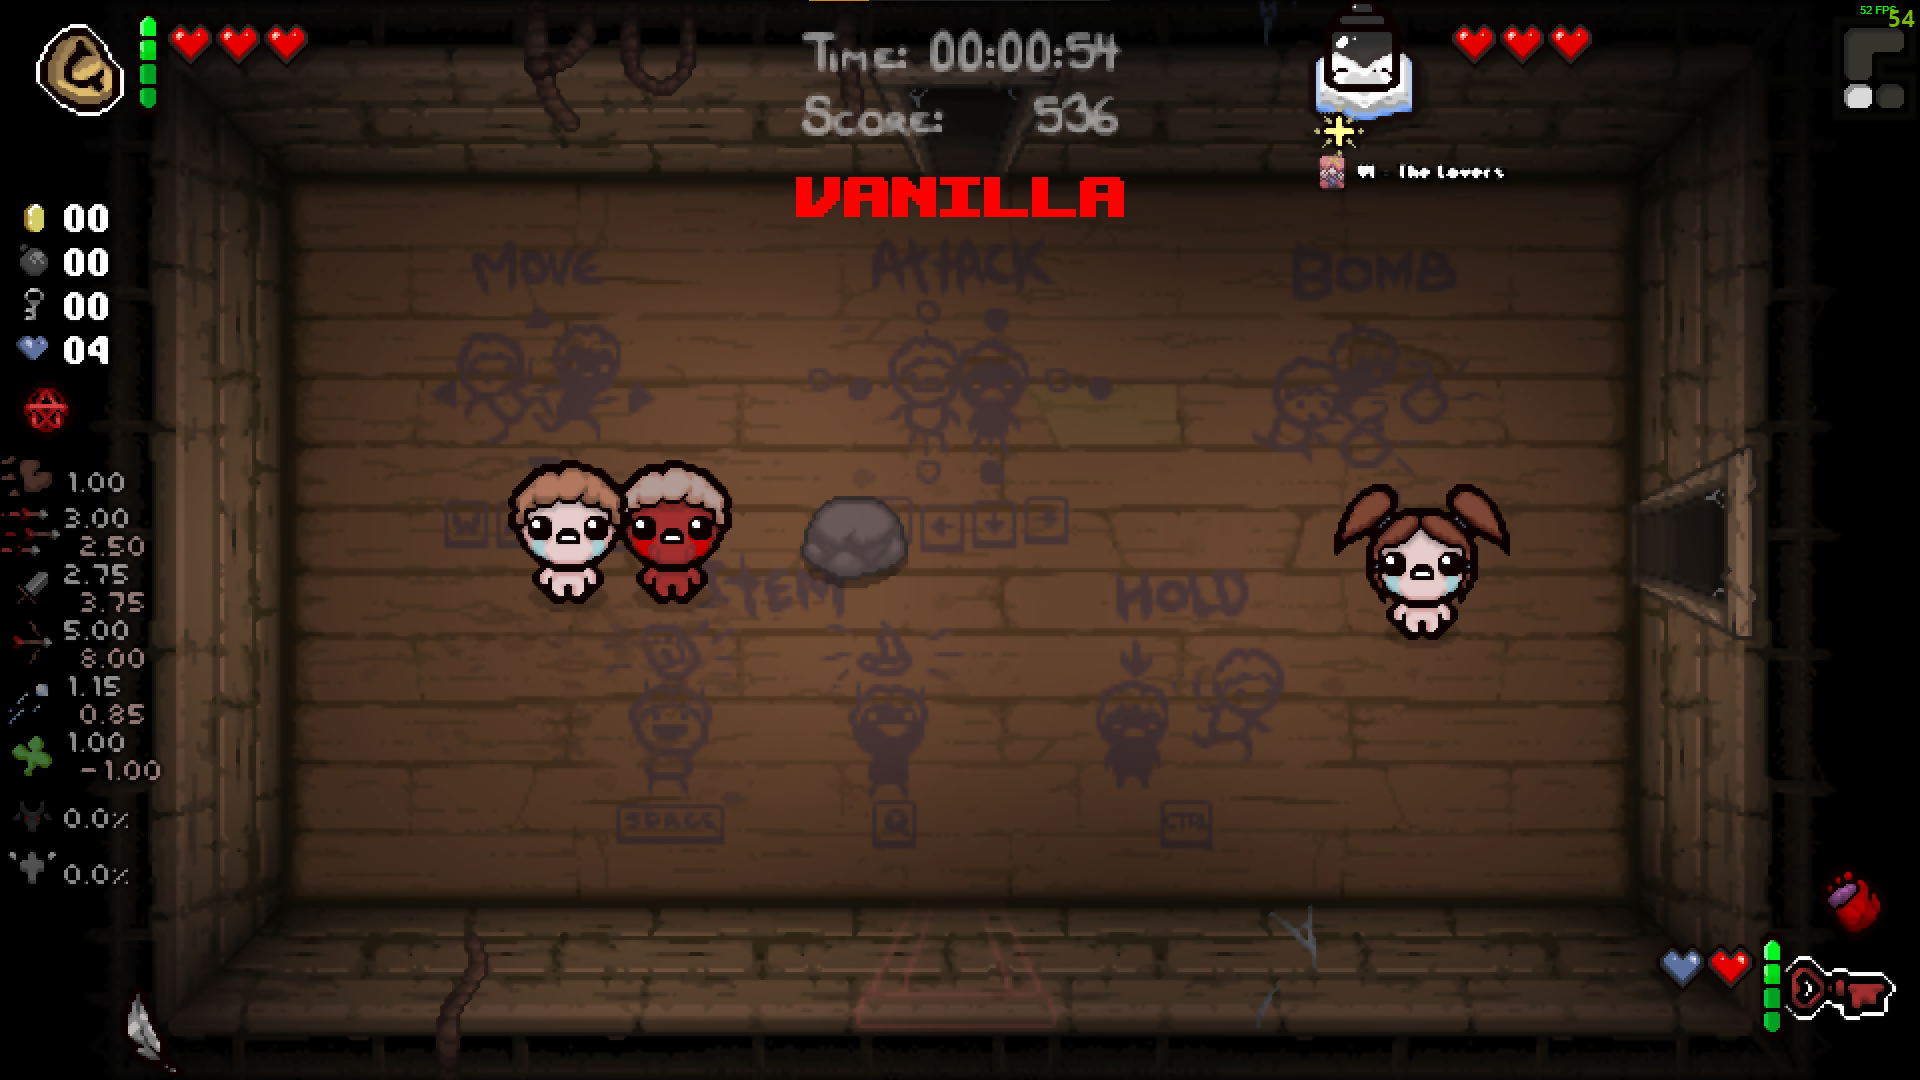 52 FPS
54
Time: 00:00:54
Score: 536
VI - The Lovers
VANILLA
00
00
00
04
MOVE
ATTACK
BOMB
1.00
3.00
2.50
2.75
3.75
5.00
8.00
1.15
0.85
1.00
-1.00
0.0%
0.0%
W
ITEM
HOLD
SPACE
Q
CTRL